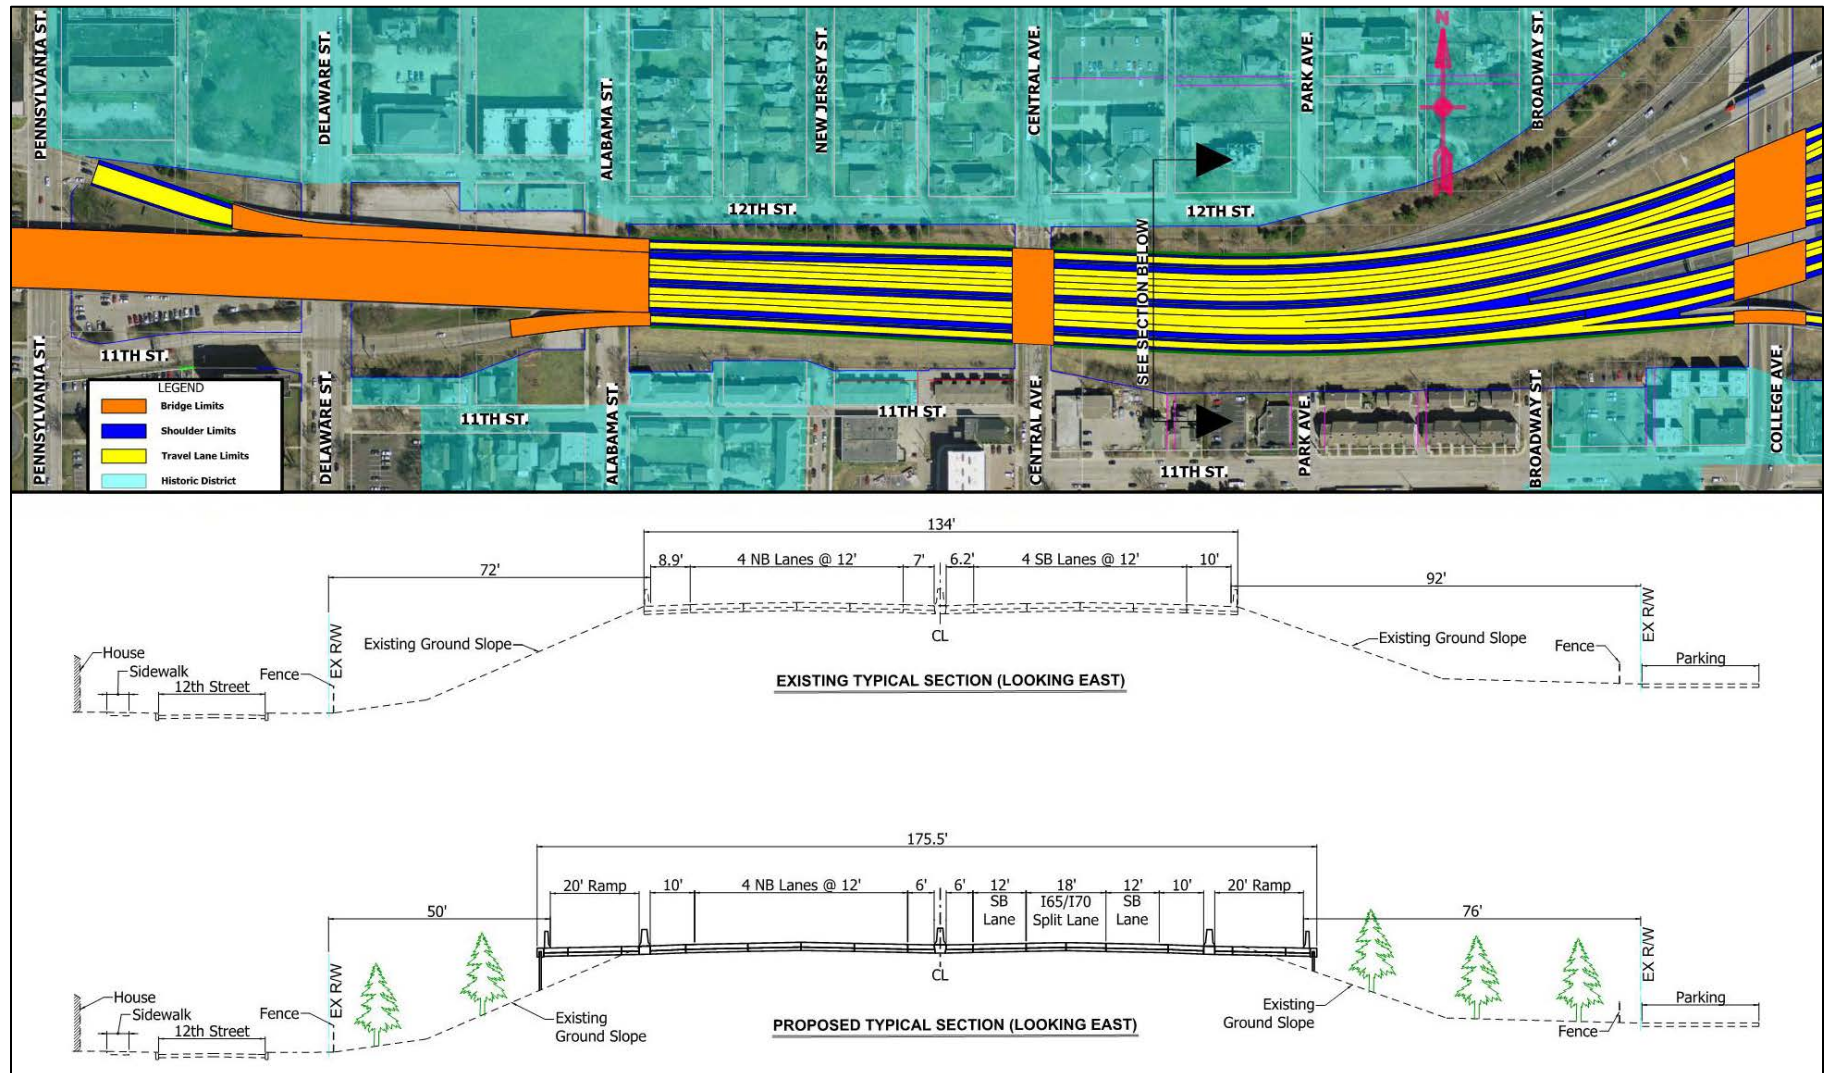 PENNSYLVANIA ST.
DELAWARE ST.
ALABAMA ST.
NEW JERSEY ST.
CENTRAL AVE.
PARK AVE.
N
BROADWAY ST.
12TH ST.
12TH ST.
SEE SECTION BELOW
11TH ST.
PENNSYLVANIA ST.
DELAWARE ST.
11TH ST.
ALABAMA ST.
11TH ST.
CENTRAL AVE.
11TH ST.
PARK AVE.
BROADWAY ST.
COLLEGE AVE.
LEGEND
Bridge Limits
Shoulder Limits
Travel Lane Limits
Historic District
134'
8.9'
4 NB Lanes @ 12'
7'
6.2'
4 SB Lanes @ 12'
10'
72'
92'
CL
House
Sidewalk
12th Street
Fence
EX R/W
Existing Ground Slope
Existing Ground Slope
Fence
EX R/W
Parking
EXISTING TYPICAL SECTION (LOOKING EAST)
175.5'
20' Ramp
10'
4 NB Lanes @ 12'
6'
6'
12'
SB
Lane
18'
I65/I70
Split Lane
12'
SB
Lane
10'
20' Ramp
50'
76'
CL
House
Sidewalk
12th Street
Fence
EX R/W
Existing
Ground Slope
Existing
Ground Slope
Fence
EX R/W
Parking
PROPOSED TYPICAL SECTION (LOOKING EAST)